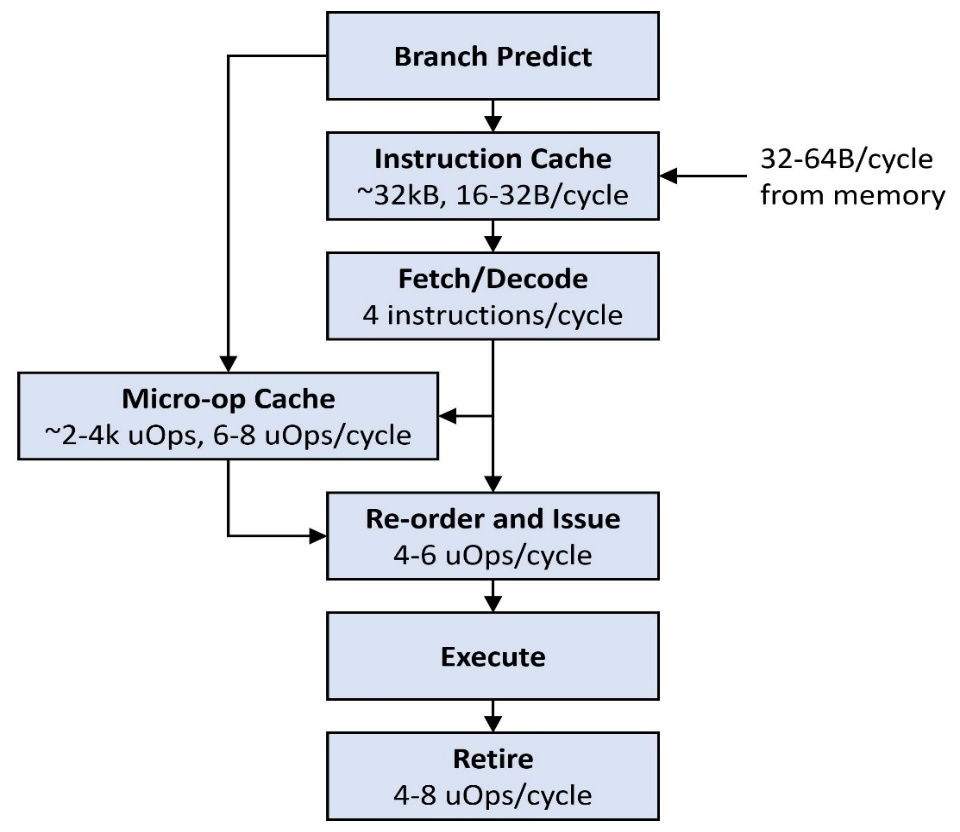 Branch Predict
Instruction Cache
~32kB, 16-32B/cycle
32-64B/cycle
from memory
Fetch/Decode
4 instructions/cycle
Micro-op Cache
~2-4k uOps, 6-8 uOps/cycle
Re-order and Issue
4-6 uOps/cycle
Execute
Retire
4-8 uOps/cycle